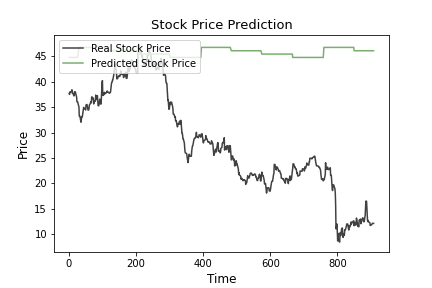 Stock Price Prediction
Real Stock Price
Predicted Stock Price
Price
45
40
35
30
25
20
15
10
0 200 400 600 800
Time